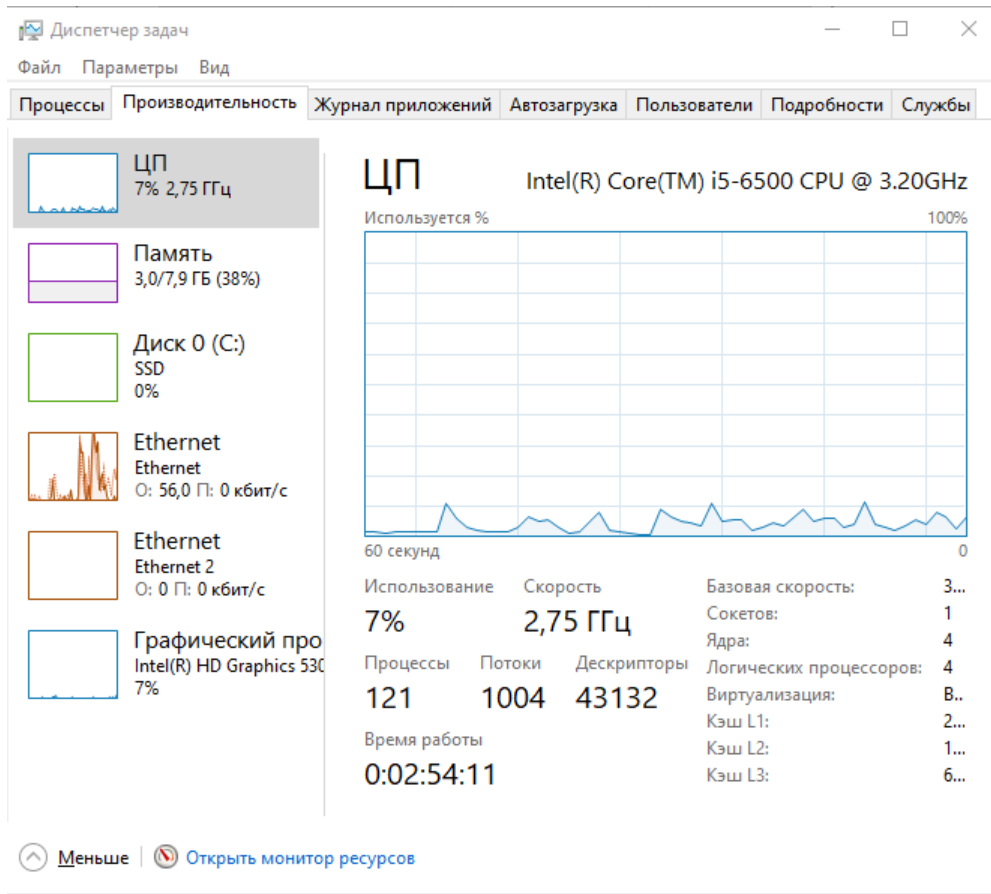 Диспетчер задач
Файл Параметры Вид
Процессы Производительность Журнал приложений Автозагрузка Пользователи Подробности Службы
ЦП
7% 2,75 ГГц
Память
3,0/7,9 ГБ (38%)
Диск 0 (C:)
SSD
0%
Ethernet
Ethernet
О: 56,0 П: 0 кбит/с
Ethernet
Ethernet 2
О: 0 П: 0 кбит/с
Графический про
Intel(R) HD Graphics 530
7%
ЦП Intel(R) Core(TM) i5-6500 CPU @ 3.20GHz
Используется % 100%
60 секунд 0
Использование Скорость
7% 2,75 ГГц
Процессы Потоки Дескрипторы
121 1004 43132
Время работы
0:02:54:11
Базовая скорость: 3...
Сокетов: 1
Ядра: 4
Логических процессоров: 4
Виртуализация: В..
Кэш L1: 2...
Кэш L2: 1...
Кэш L3: 6...
Меньше Открыть монитор ресурсов